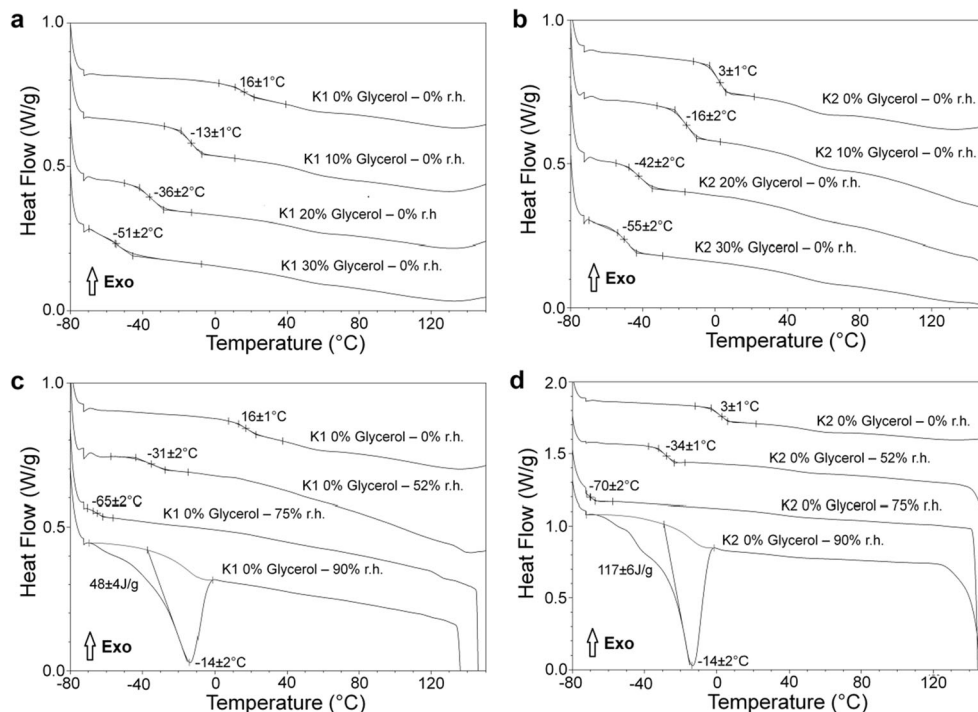 a
1.0
16±1°C
K1 0% Glycerol – 0% r.h.
-13±1°C
K1 10% Glycerol – 0% r.h.
0.5
-36±2°C
K1 20% Glycerol – 0% r.h
-51±2°C
K1 30% Glycerol – 0% r.h.
Exo
0.0
Heat Flow (W/g)
-80 -40 0 40 80 120
Temperature (°C)
b
1.0
3±1°C
K2 0% Glycerol – 0% r.h.
-16±2°C
K2 10% Glycerol – 0% r.h.
0.5
-42±2°C
K2 20% Glycerol – 0% r.h.
-55±2°C
K2 30% Glycerol – 0% r.h.
Exo
0.0
Heat Flow (W/g)
-80 -40 0 40 80 120
Temperature (°C)
c
1.0
16±1°C
K1 0% Glycerol – 0% r.h.
-31±2°C
K1 0% Glycerol – 52% r.h.
-65±2°C
K1 0% Glycerol – 75% r.h.
0.5
K1 0% Glycerol – 90% r.h.
48±4J/g
Exo
-14±2°C
0.0
Heat Flow (W/g)
-80 -40 0 40 80 120
Temperature (°C)
d
2.0
3±1°C
K2 0% Glycerol – 0% r.h.
1.5
-34±1°C
K2 0% Glycerol – 52% r.h.
-70±2°C
K2 0% Glycerol – 75% r.h.
1.0
K2 0% Glycerol – 90% r.h.
117±6J/g
0.5
Exo
-14±2°C
0.0
Heat Flow (W/g)
-80 -40 0 40 80 120
Temperature (°C)